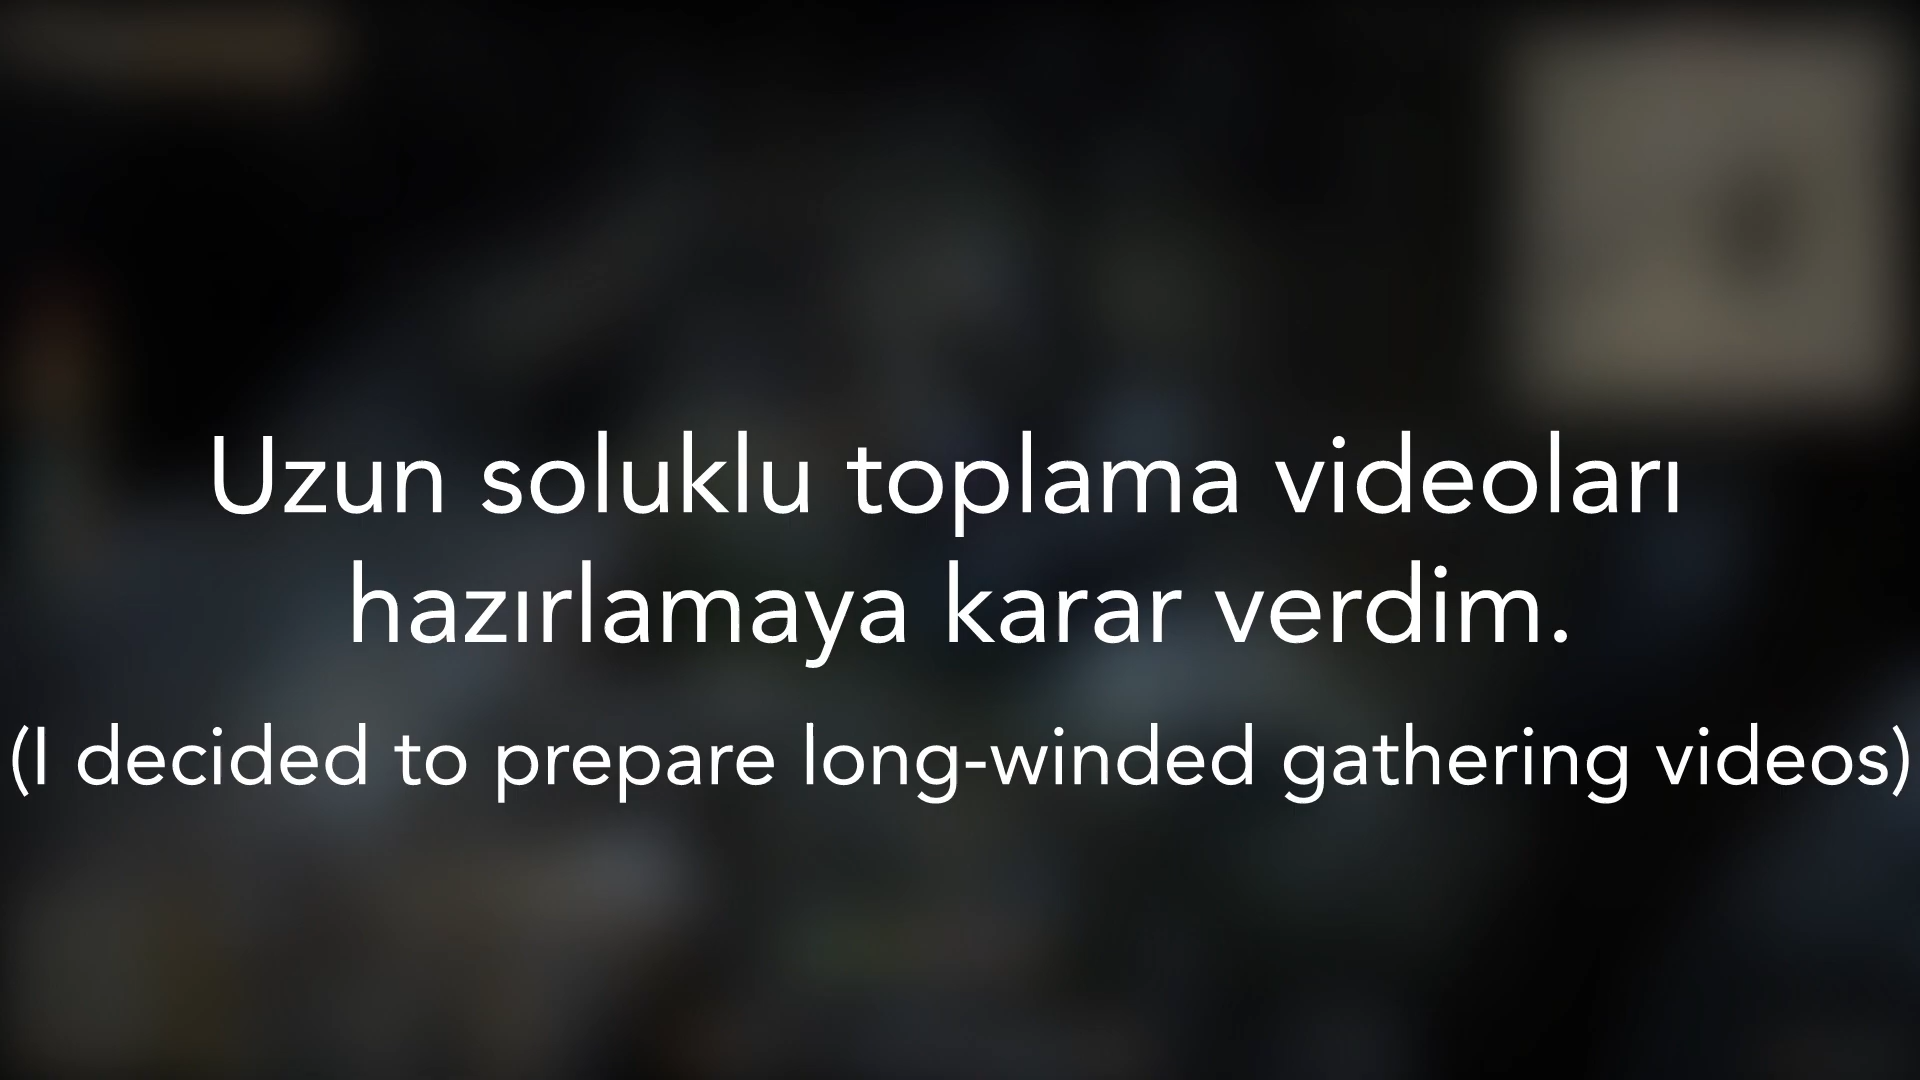 Uzun soluklu toplama videoları
hazırlamaya karar verdim.
(I decided to prepare long-winded gathering videos)